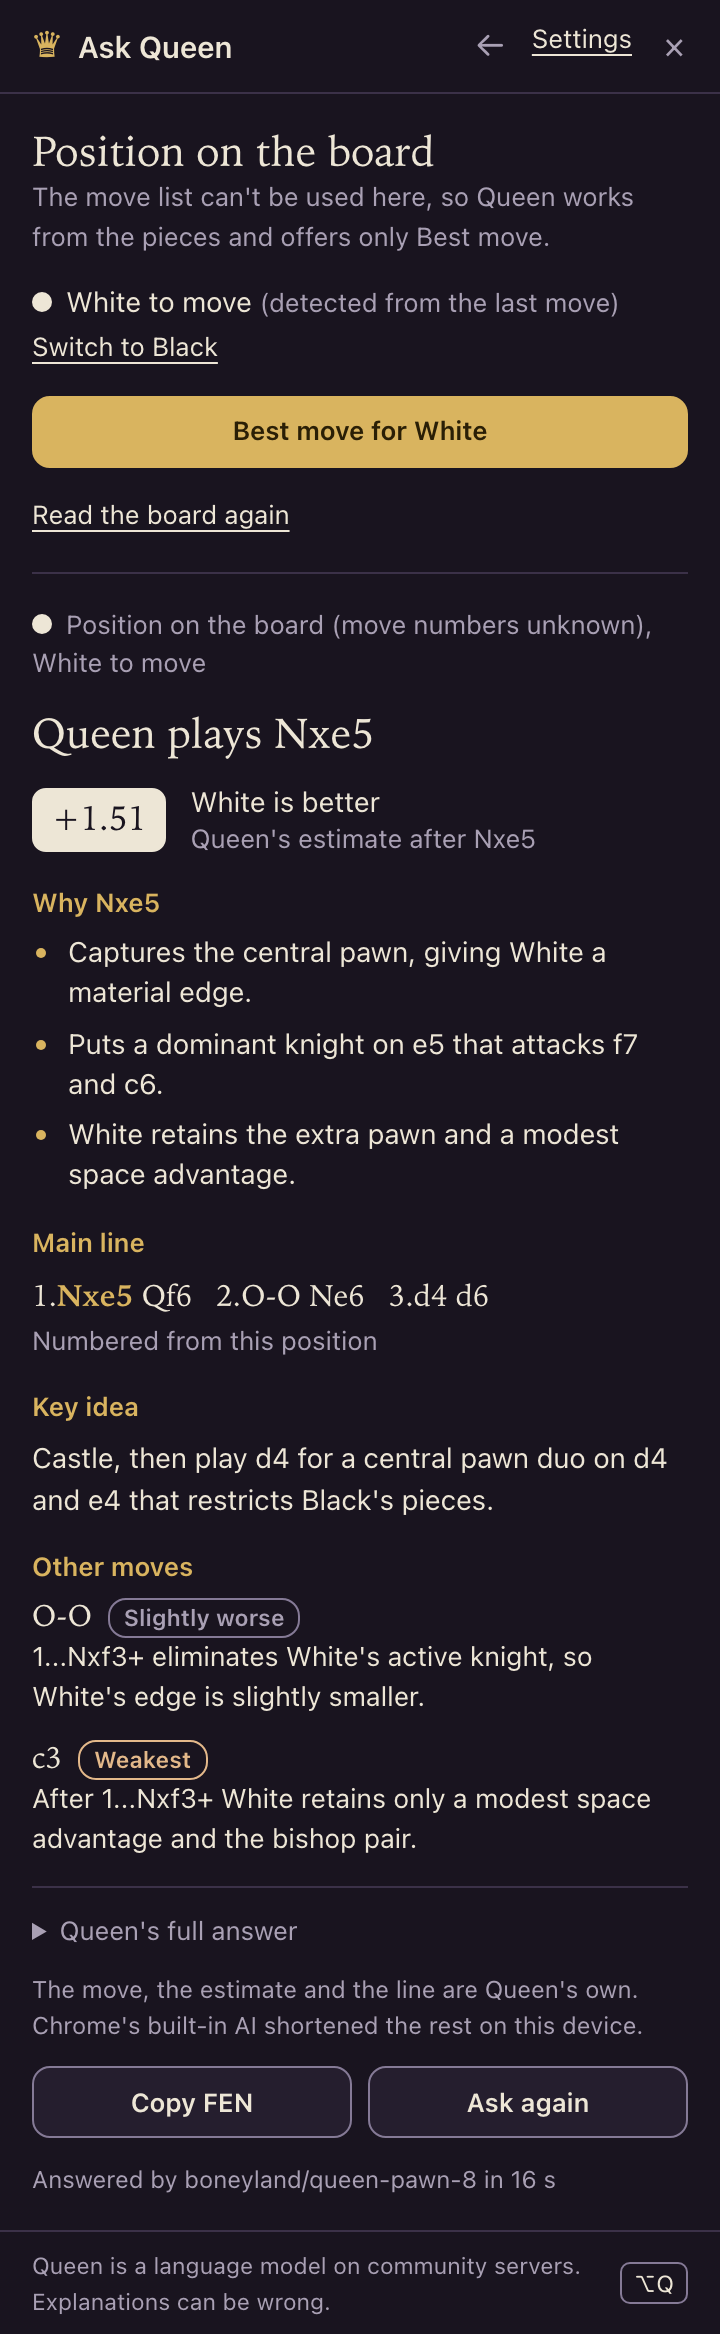 Ask Queen
← Settings ×
Position on the board
The move list can't be used here, so Queen works
from the pieces and offers only Best move.
White to move (detected from the last move)
Switch to Black
Best move for White
Read the board again
Position on the board (move numbers unknown),
White to move
Queen plays Nxe5
+1.51
White is better
Queen's estimate after Nxe5
Why Nxe5
• Captures the central pawn, giving White a
material edge.
• Puts a dominant knight on e5 that attacks f7
and c6.
• White retains the extra pawn and a modest
space advantage.
Main line
1.Nxe5 Qf6 2.O-O Ne6 3.d4 d6
Numbered from this position
Key idea
Castle, then play d4 for a central pawn duo on d4
and e4 that restricts Black's pieces.
Other moves
O-O Slightly worse
1...Nxf3+ eliminates White's active knight, so
White's edge is slightly smaller.
c3 Weakest
After 1...Nxf3+ White retains only a modest space
advantage and the bishop pair.
▶ Queen's full answer
The move, the estimate and the line are Queen's own.
Chrome's built-in AI shortened the rest on this device.
Copy FEN
Ask again
Answered by boneyland/queen-pawn-8 in 16 s
Queen is a language model on community servers.
Explanations can be wrong.
⌥Q